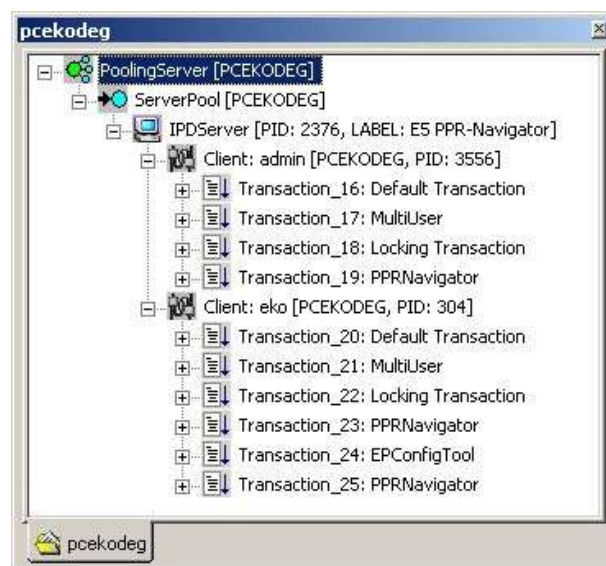 pcekodeg
PoolingServer [PCEKODEG]
ServerPool [PCEKODEG]
IPDServer [PID: 2376, LABEL: E5 PPR-Navigator]
Client: admin [PCEKODEG, PID: 3556]
Transaction_16: Default Transaction
Transaction_17: MultiUser
Transaction_18: Locking Transaction
Transaction_19: PPRNavigator
Client: eko [PCEKODEG, PID: 304]
Transaction_20: Default Transaction
Transaction_21: MultiUser
Transaction_22: Locking Transaction
Transaction_23: PPRNavigator
Transaction_24: EPConfigTool
Transaction_25: PPRNavigator
pcekodeg